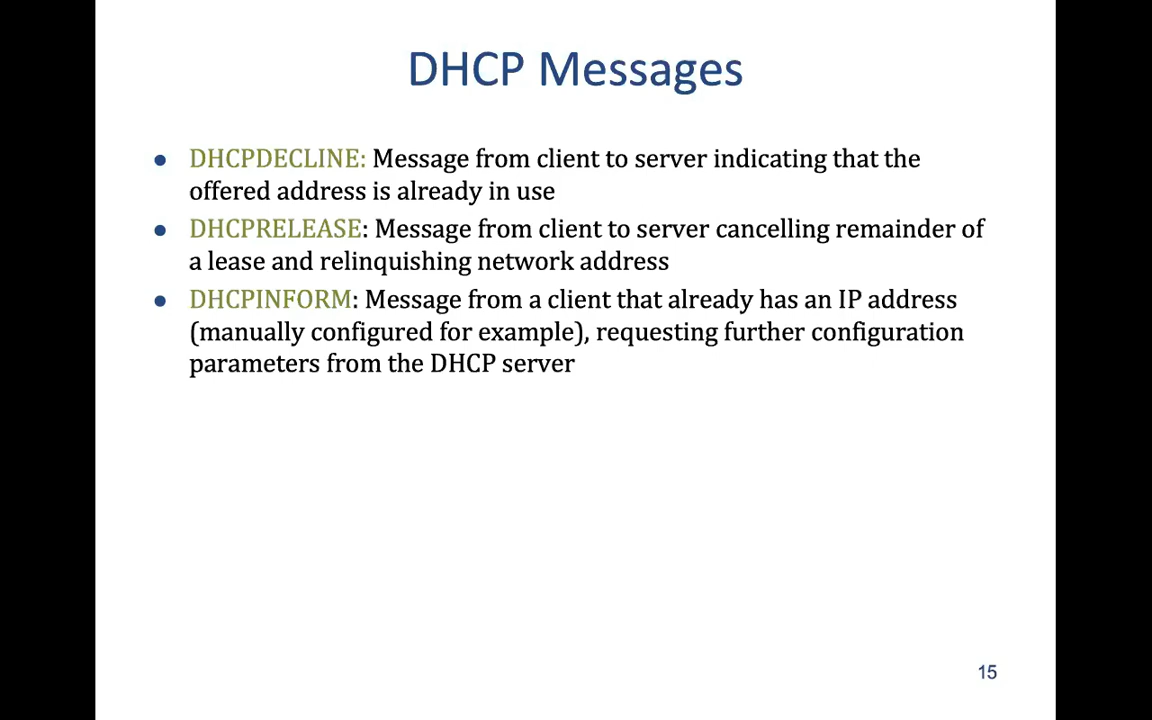 DHCP Messages
● DHCPDECLINE: Message from client to server indicating that the
offered address is already in use
● DHCPRELEASE: Message from client to server cancelling remainder of
a lease and relinquishing network address
● DHCPINFORM: Message from a client that already has an IP address
(manually configured for example), requesting further configuration
parameters from the DHCP server
15